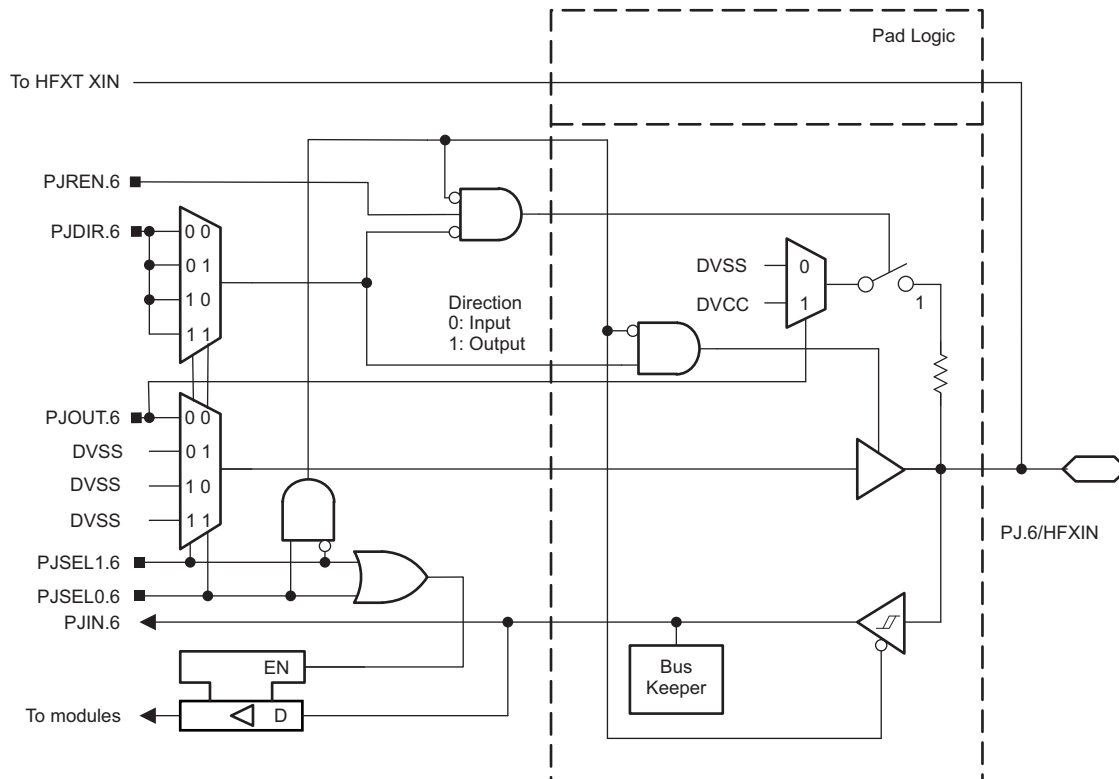 Pad Logic
To HFXT XIN
PJREN.6
PJDIR.6
0 0
0 1
1 0
1 1
Direction
0: Input
1: Output
DVSS
0
DVCC
1
1
PJOUT.6
0 0
DVSS
0 1
DVSS
1 0
DVSS
1 1
PJ.6/HFXIN
PJSEL1.6
PJSEL0.6
PJIN.6
EN
Bus
Keeper
To modules
D